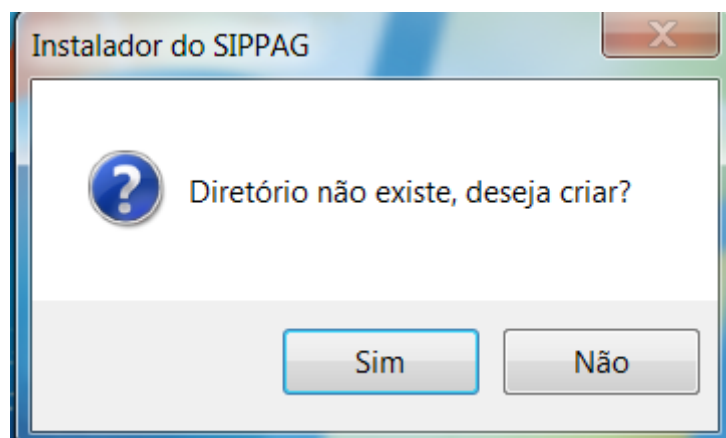 Instalador do SIPPAG
Diretório não existe, deseja criar?
Sim
Não